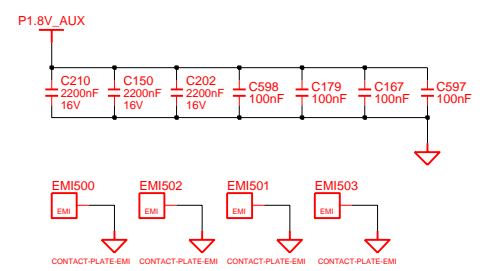 P1.8V_AUX
C210 C150 C202 C598 C179 C167 C597
2200nF 2200nF 2200nF 100nF 100nF 100nF 100nF
16V 16V 16V
EMI500 EMI502 EMI501 EMI503
EMI EMI EMI EMI
CONTACT-PLATE-EMI CONTACT-PLATE-EMI CONTACT-PLATE-EMI CONTACT-PLATE-EMI